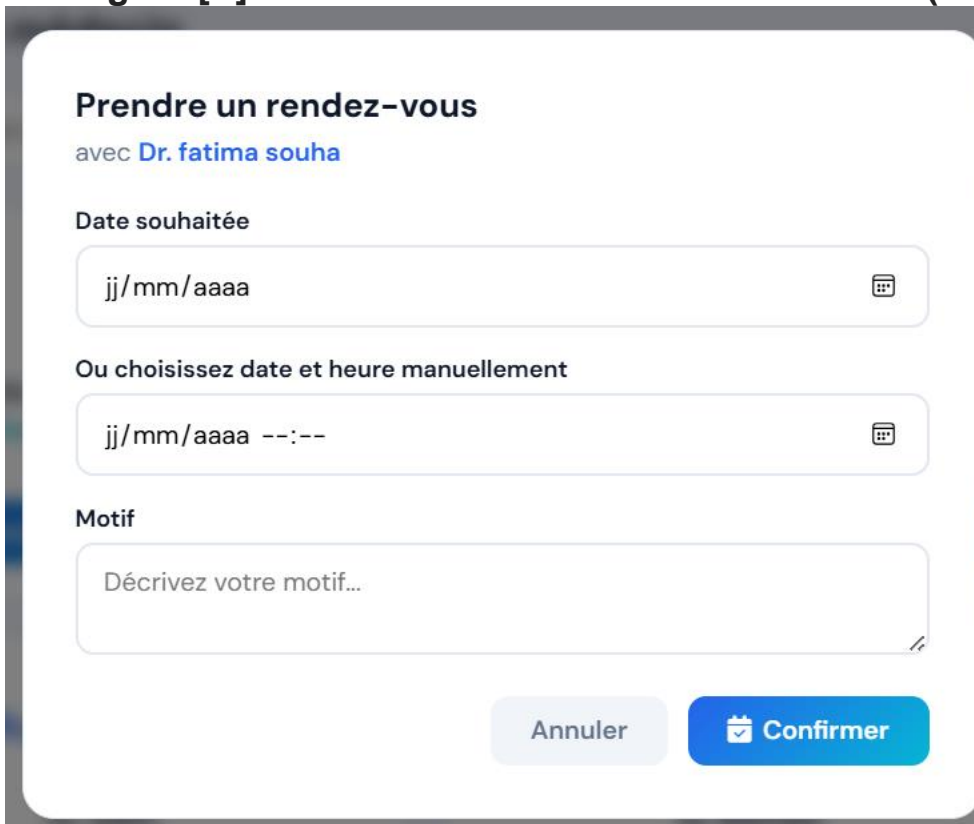 Prendre un rendez-vous
avec Dr. fatima souha
Date souhaitée
jj/mm/aaaa
Ou choisissez date et heure manuellement
jj/mm/aaaa --:--
Motif
Décrivez votre motif...
Annuler
Confirmer